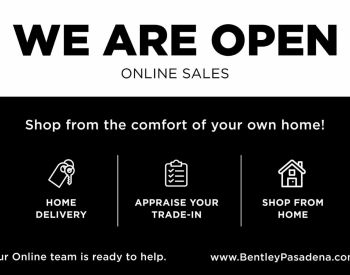 WE ARE OPEN
ONLINE SALES
Shop from the comfort of your own home!
HOME
DELIVERY
APPRAISE YOUR
TRADE-IN
SHOP FROM
HOME
ur Online team is ready to help.
www.BentleyPasadena.com